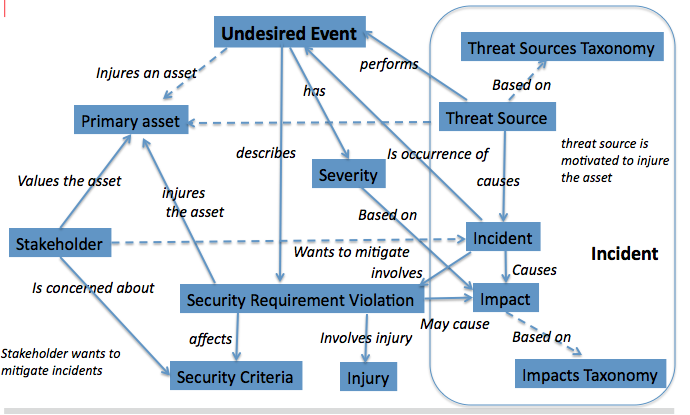 Undesired Event
Threat Sources Taxonomy
performs
Injures an asset
has
Based on
Primary asset
Threat Source
describes
Is occurrence of
threat source is
motivated to injure
the asset
Values the asset
injures
the asset
Severity
causes
Based on
Stakeholder
Incident
Wants to mitigate
Incident
involves
Causes
Is concerned about
Security Requirement Violation
Impact
May cause
affects
Involves injury
Based on
Stakeholder wants to
mitigate incidents
Security Criteria
Injury
Impacts Taxonomy